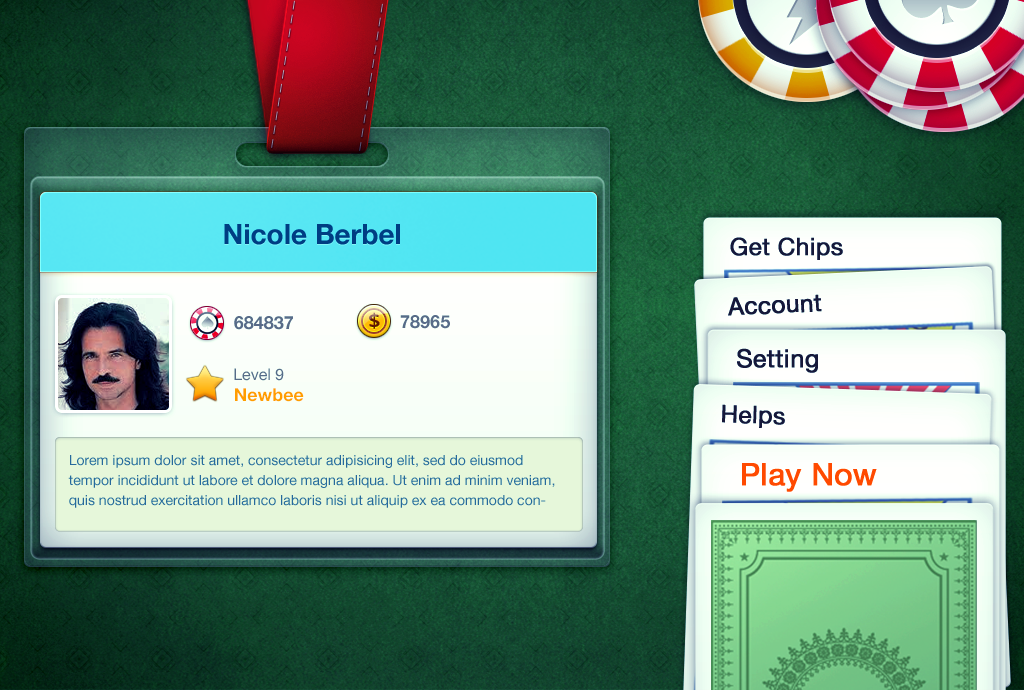 Nicole Berbel
684837
$
78965
Level 9
Newbee
Lorem ipsum dolor sit amet, consectetur adipisicing elit, sed do eiusmod
tempor incididunt ut labore et dolore magna aliqua. Ut enim ad minim veniam,
quis nostrud exercitation ullamco laboris nisi ut aliquip ex ea commodo con-
Get Chips
Account
Setting
Helps
Play Now